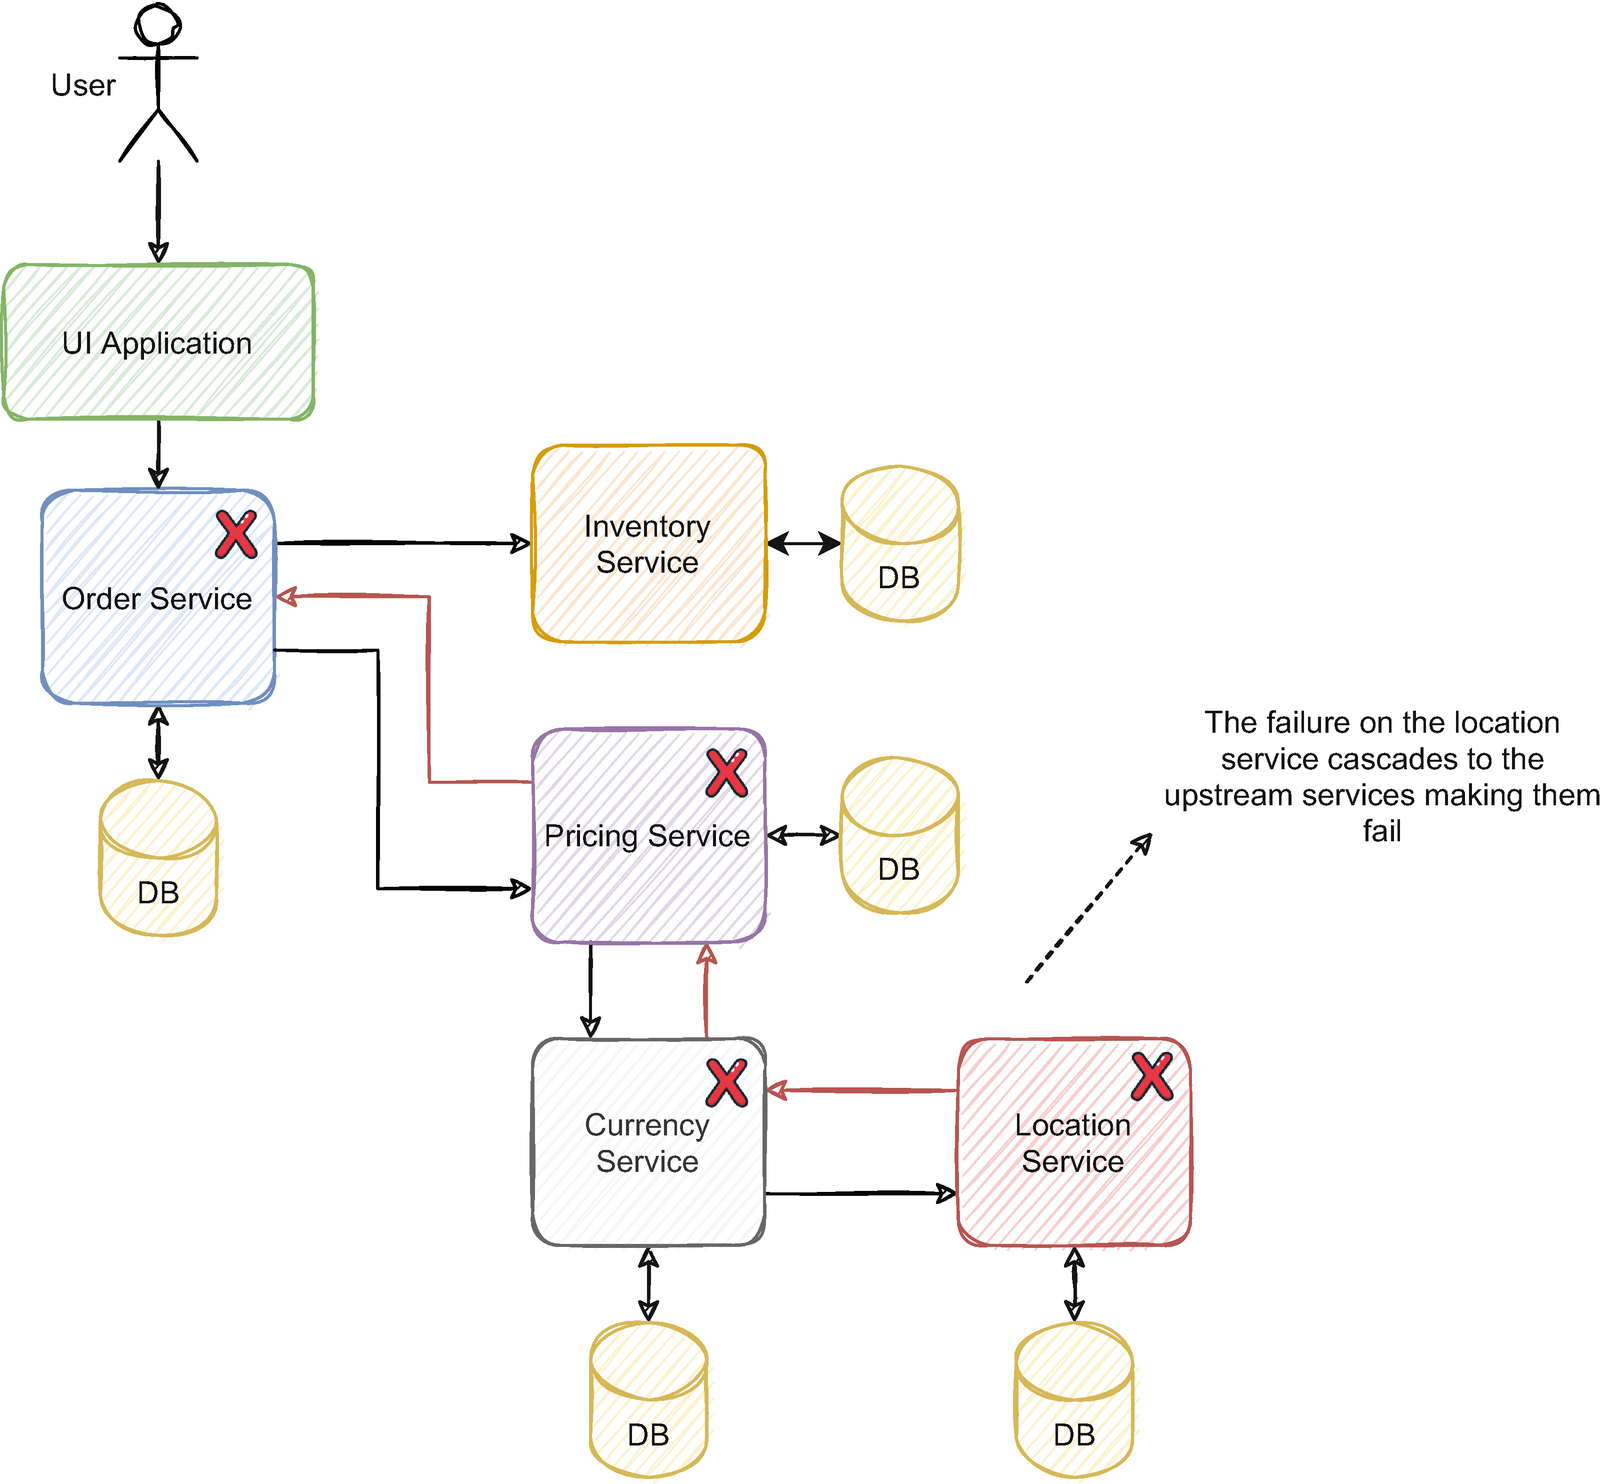 User
UI Application
Inventory
Service
DB
Order Service
The failure on the location
service cascades to the
upstream services making them
fail
Pricing Service
DB
DB
Currency
Service
Location
Service
DB
DB